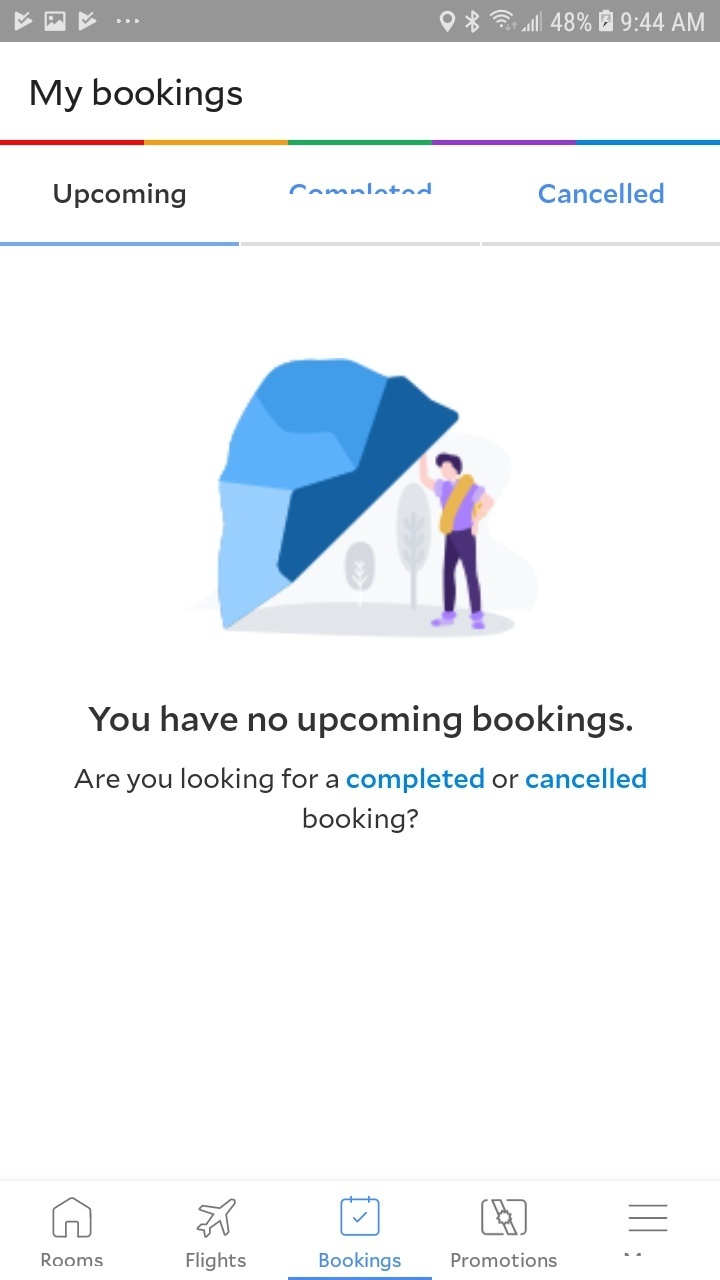 48% 9:44 AM
My bookings
Upcoming Completed Cancelled
You have no upcoming bookings.
Are you looking for a completed or cancelled
booking?
Rooms Flights Bookings Promotions